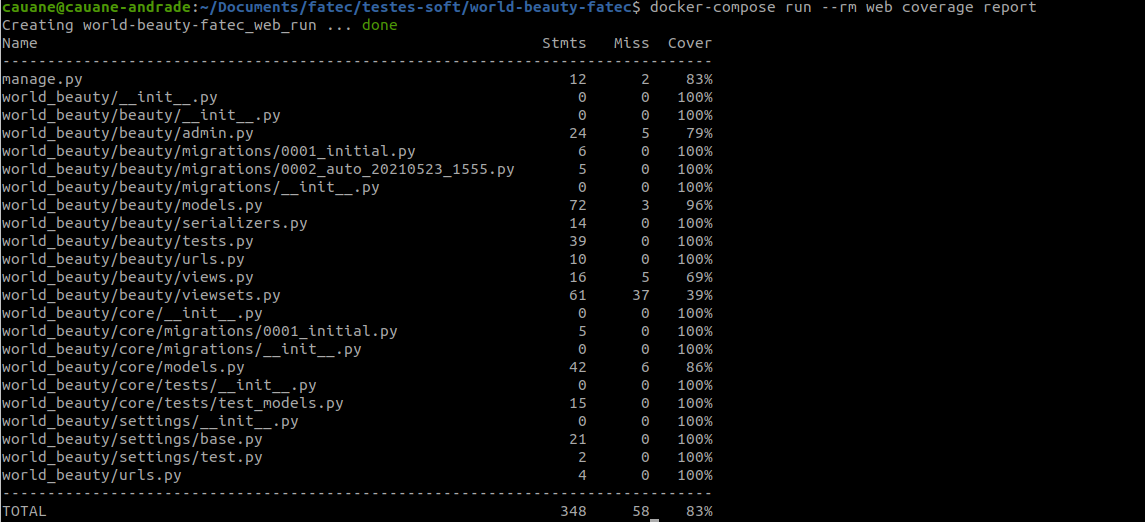 cauane@cauane-andrade:~/Documents/fatec/testes-soft/world-beauty-fatec$ docker-compose run --rm web coverage report
Creating world-beauty-fatec_web_run ... done
Name                                                        Stmts   Miss  Cover
-------------------------------------------------------------------------------
manage.py                                                      12      2    83%
world_beauty/__init__.py                                        0      0   100%
world_beauty/beauty/__init__.py                                 0      0   100%
world_beauty/beauty/admin.py                                   24      5    79%
world_beauty/beauty/migrations/0001_initial.py                  6      0   100%
world_beauty/beauty/migrations/0002_auto_20210523_1555.py       5      0   100%
world_beauty/beauty/migrations/__init__.py                      0      0   100%
world_beauty/beauty/models.py                                  72      3    96%
world_beauty/beauty/serializers.py                             14      0   100%
world_beauty/beauty/tests.py                                   39      0   100%
world_beauty/beauty/urls.py                                    10      0   100%
world_beauty/beauty/views.py                                   16      5    69%
world_beauty/beauty/viewsets.py                                61     37    39%
world_beauty/core/__init__.py                                   0      0   100%
world_beauty/core/migrations/0001_initial.py                    5      0   100%
world_beauty/core/migrations/__init__.py                        0      0   100%
world_beauty/core/models.py                                    42      6    86%
world_beauty/core/tests/__init__.py                             0      0   100%
world_beauty/core/tests/test_models.py                         15      0   100%
world_beauty/settings/__init__.py                               0      0   100%
world_beauty/settings/base.py                                  21      0   100%
world_beauty/settings/test.py                                   2      0   100%
world_beauty/urls.py                                            4      0   100%
-------------------------------------------------------------------------------
TOTAL                                                         348     58    83%